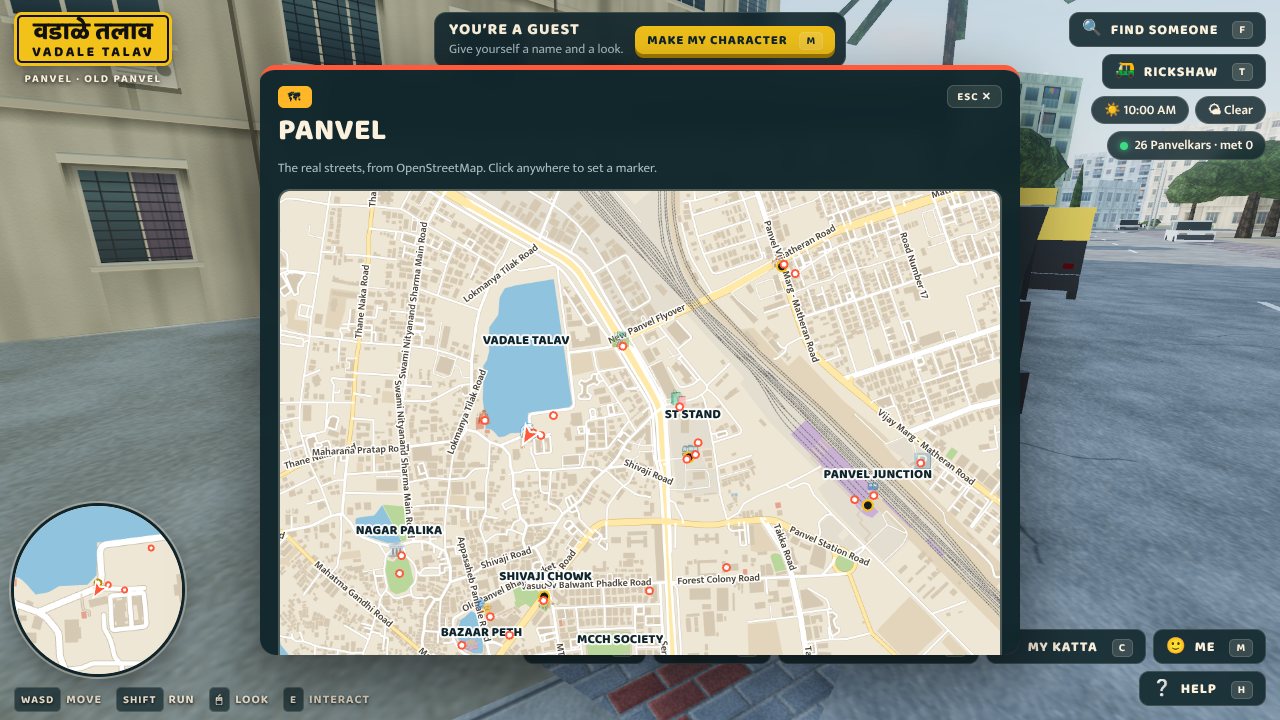 वडाळे तलाव
VADALE TALAV
PANVEL · OLD PANVEL
YOU'RE A GUEST
Give yourself a name and a look.
MAKE MY CHARACTER M
FIND SOMEONE F
RICKSHAW T
10:00 AM
Clear
26 Panvelkars · met 0
ESC ✕
PANVEL
The real streets, from OpenStreetMap. Click anywhere to set a marker.
Matheran Road
Panvel
Road Number 17
Lokmanya Tilak Road
Thane Naka Road
Swami Nityanand Sharma Main Road
New Panvel Flyover
VADALE TALAV
Marg - Matheran Road
Lokmanya Tilak Road
Swami Nityanand Sharma Main Road
ST STAND
Vijay Marg - Matheran Road
Maharana Pratap
Shivaji Road
PANVEL JUNCTION
NAGAR PALIKA
Panvel Station Road
Takka Road
Shivaji Road
SHIVAJI CHOWK
Balwant Phadke Road
Forest Colony Road
Mahatma Gandhi Road
BAZAAR PETH
MCCH SOCIETY
MY KATTA C
ME M
HELP H
WASD MOVE SHIFT RUN LOOK E INTERACT